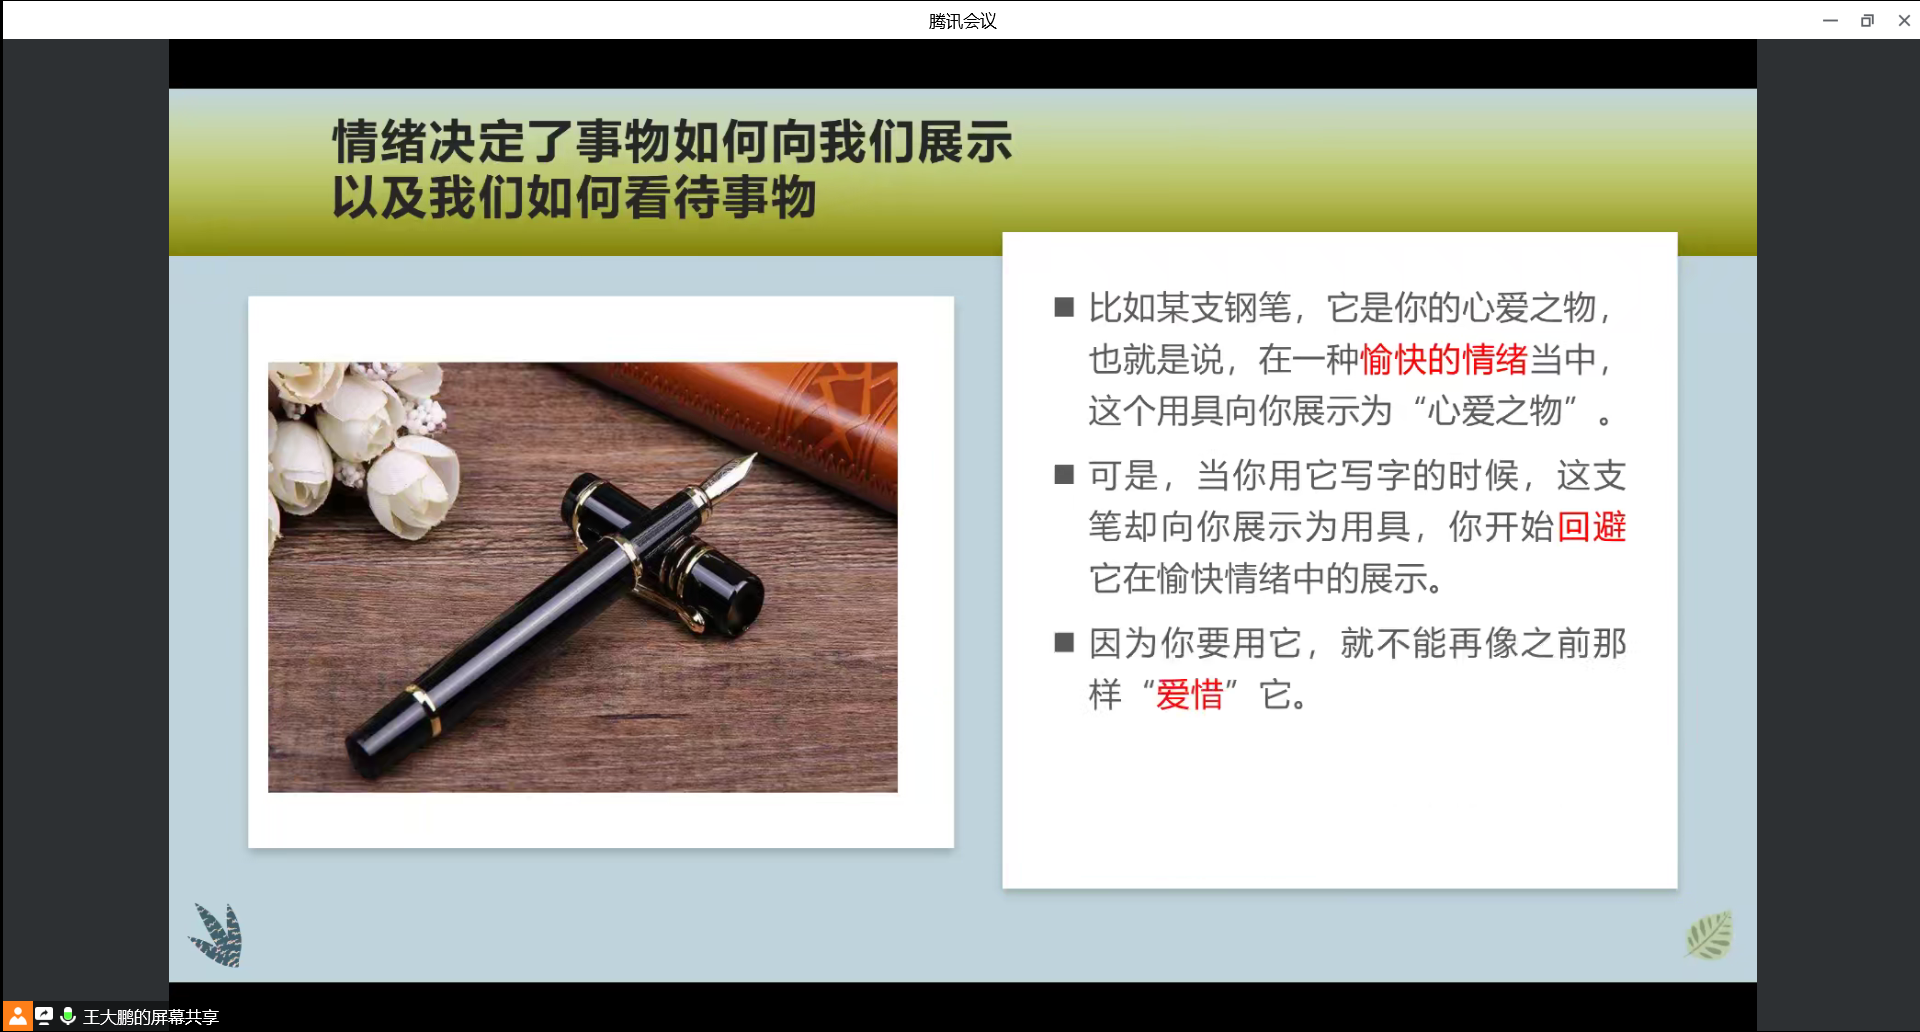 腾讯会议
情绪决定了事物如何向我们展示
以及我们如何看待事物
■ 比如某支钢笔，它是你的心爱之物，
也就是说，在一种愉快的情绪当中，
这个用具向你展示为“心爱之物”。
■ 可是，当你用它写字的时候，这支
笔却向你展示为用具，你开始回避
它在愉快情绪中的展示。
■ 因为你要用它，就不能再像之前那
样“爱惜”它。
王大鹏的屏幕共享